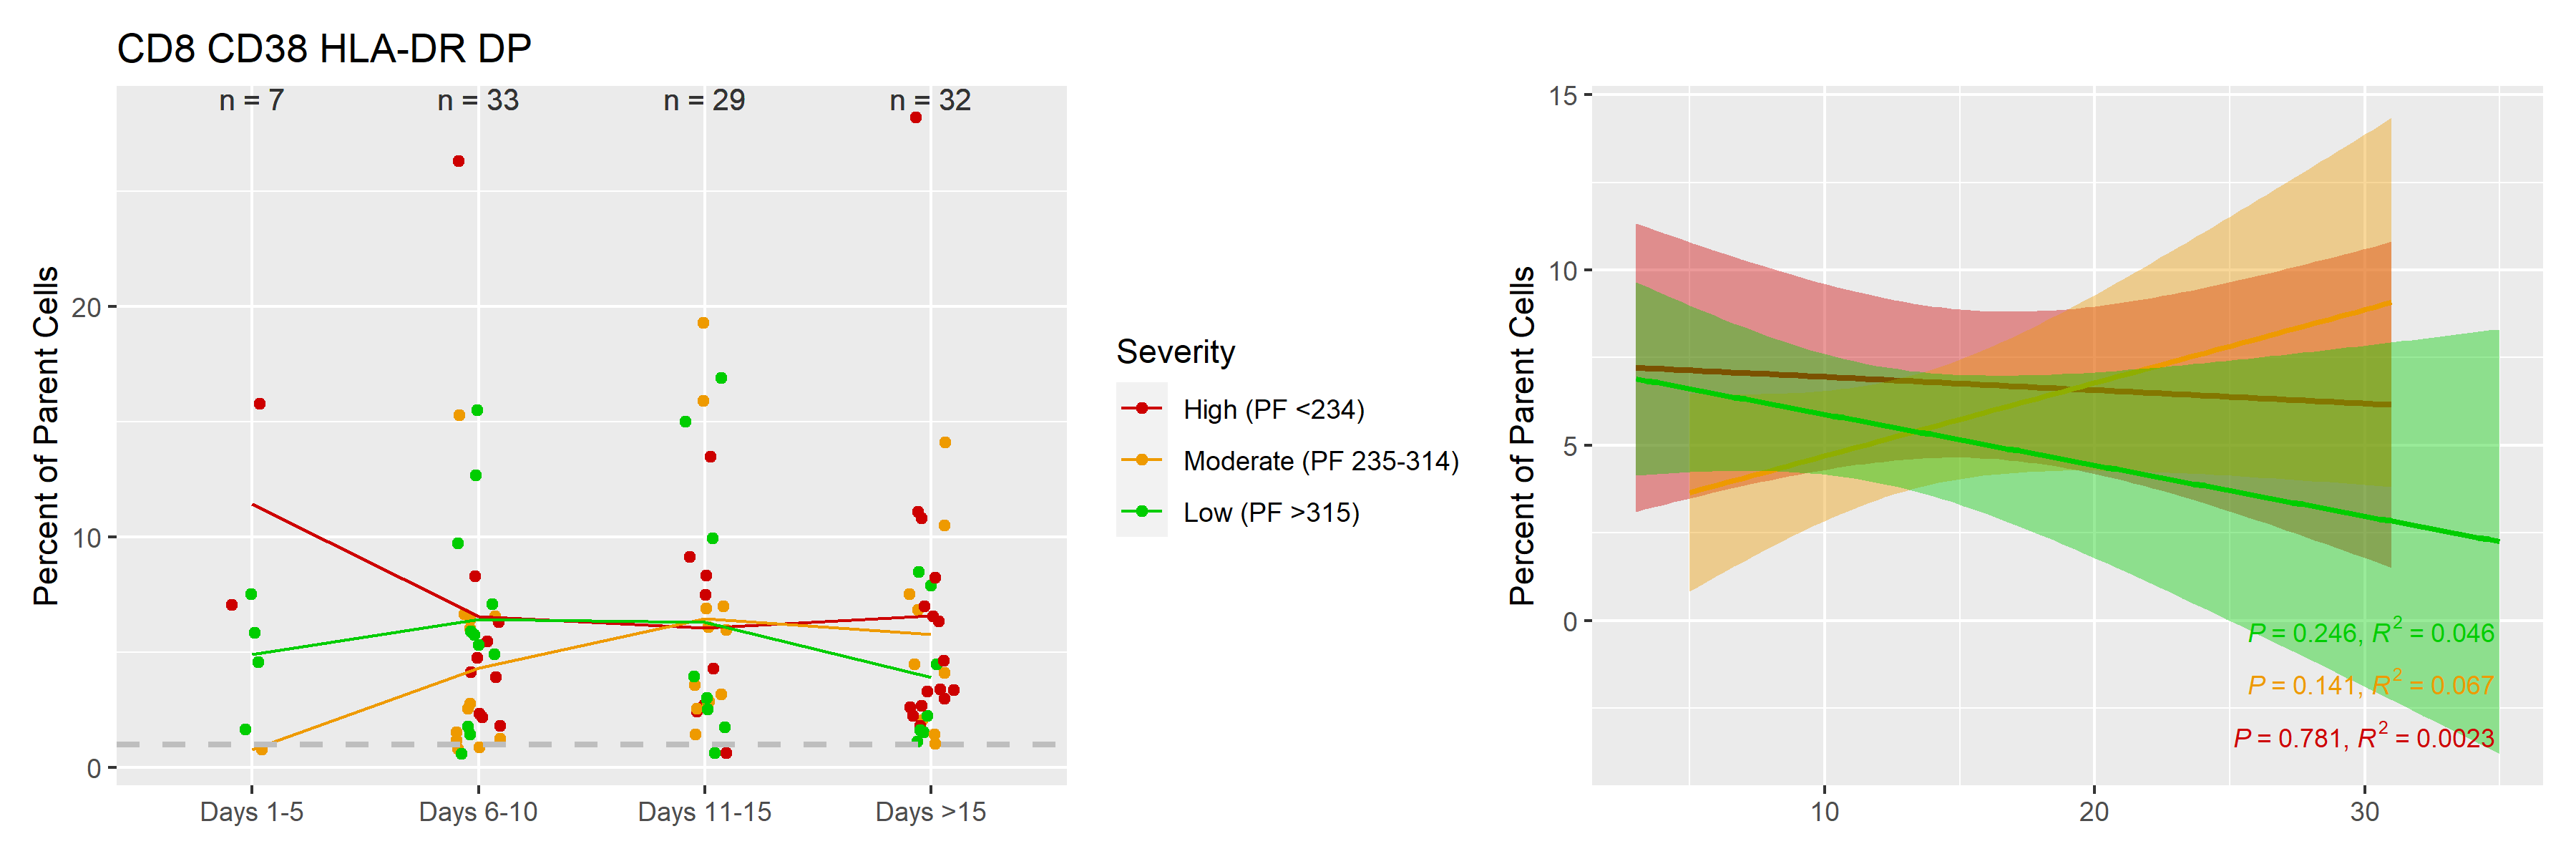 CD8 CD38 HLA-DR DP
n = 7 n = 33 n = 29 n = 32
Percent of Parent Cells
20
10
0
Days 1-5 Days 6-10 Days 11-15 Days >15
Severity
High (PF <234)
Moderate (PF 235-314)
Low (PF >315)
Percent of Parent Cells
15
10
5
0
P = 0.246, R² = 0.046
P = 0.141, R² = 0.067
P = 0.781, R² = 0.0023
10 20 30